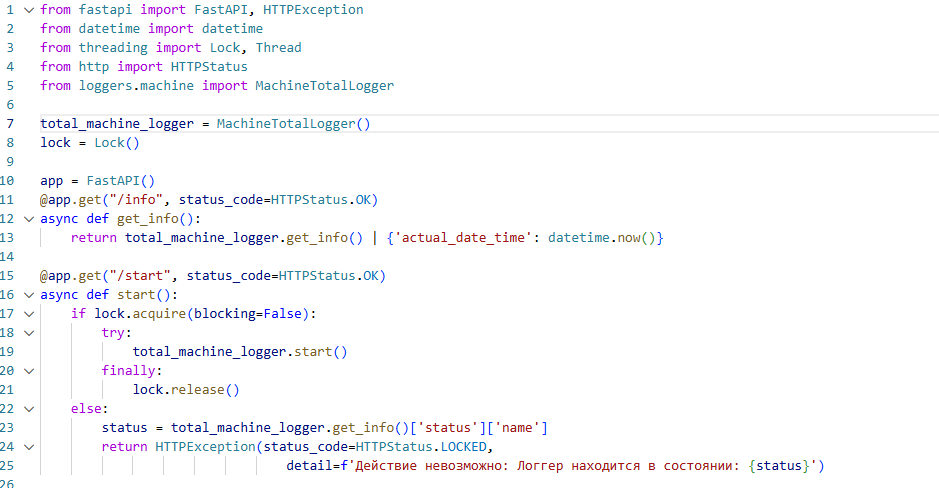 1 from fastapi import FastAPI, HTTPException
2 from datetime import datetime
3 from threading import Lock, Thread
4 from http import HTTPStatus
5 from loggers.machine import MachineTotalLogger
6
7 total_machine_logger = MachineTotalLogger()
8 lock = Lock()
9
10 app = FastAPI()
11 @app.get("/info", status_code=HTTPStatus.OK)
12 async def get_info():
13     return total_machine_logger.get_info() | {'actual_date_time': datetime.now()}
14
15 @app.get("/start", status_code=HTTPStatus.OK)
16 async def start():
17     if lock.acquire(blocking=False):
18         try:
19             total_machine_logger.start()
20         finally:
21             lock.release()
22     else:
23         status = total_machine_logger.get_info()['status']['name']
24         return HTTPException(status_code=HTTPStatus.LOCKED,
25                                 detail=f'Действие невозможно: Логгер находится в состоянии: {status}')
26